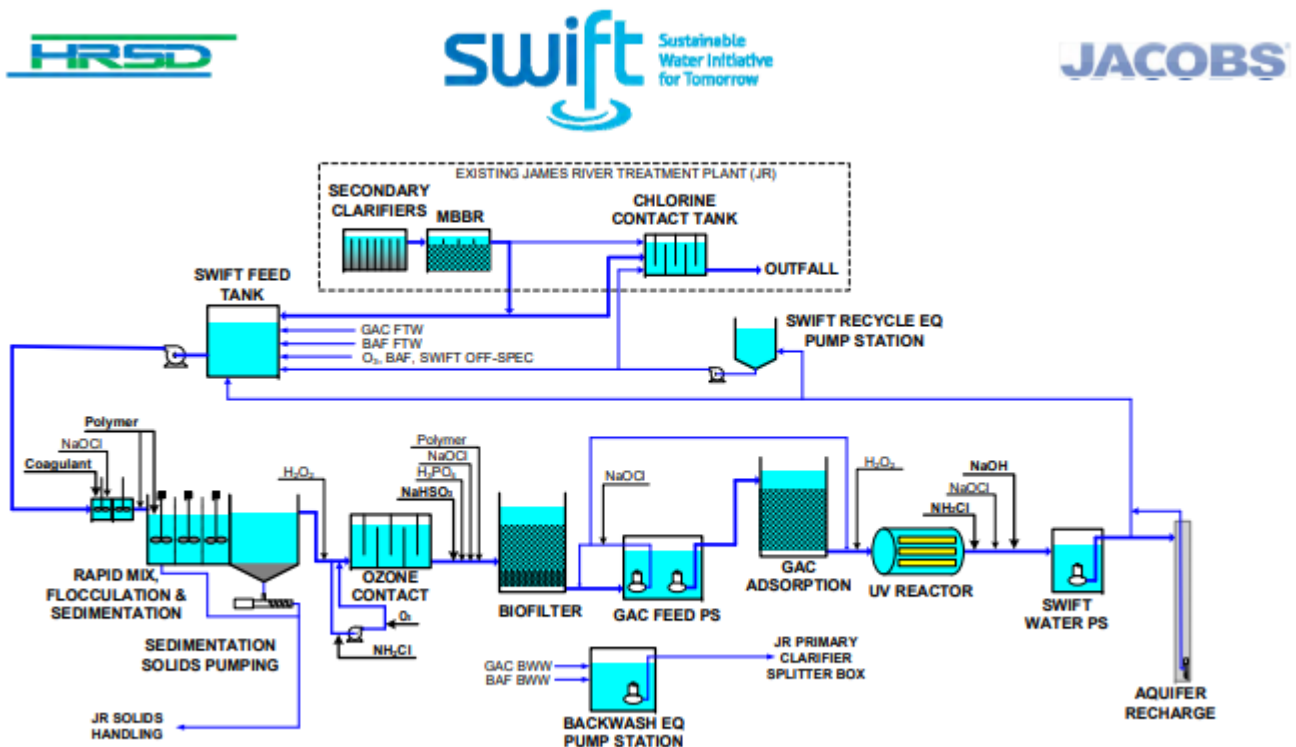 HRSD
swift
Sustainable
Water Initiative
for Tomorrow
JACOBS
EXISTING JAMES RIVER TREATMENT PLANT (JR)
SECONDARY
CLARIFIERS
MBBR
CHLORINE
CONTACT TANK
OUTFALL
SWIFT FEED
TANK
GAC FTW
BAF FTW
O₃, BAF, SWIFT OFF-SPEC
SWIFT RECYCLE EQ
PUMP STATION
Polymer
NaOCl
Coagulant
H₂O₂
Polymer
NaOCl
H₃PO₄
NaHSO₃
NaOCl
H₂O₂
NaOH
NaOCl
NH₂Cl
RAPID MIX,
FLOCCULATION &
SEDIMENTATION
OZONE
CONTACT
O₃
NH₂Cl
BIOFILTER
GAC FEED PS
GAC
ADSORPTION
UV REACTOR
SWIFT
WATER PS
SEDIMENTATION
SOLIDS PUMPING
JR SOLIDS
HANDLING
GAC BWW
BAF BWW
BACKWASH EQ
PUMP STATION
JR PRIMARY
CLARIFIER
SPLITTER BOX
AQUIFER
RECHARGE